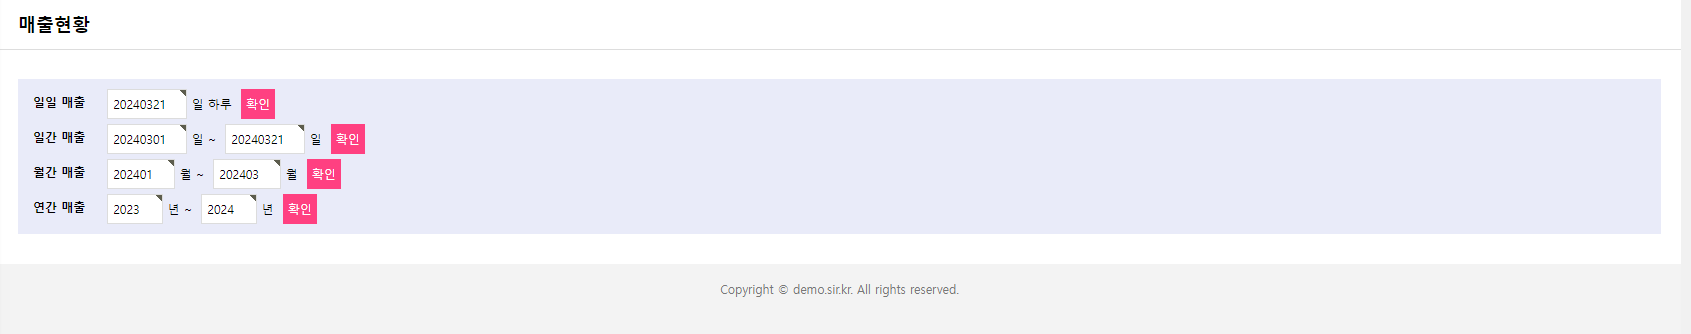 매출현황
일일 매출 20240321 일 하루 확인
일간 매출 20240301 일 ~ 20240321 일 확인
월간 매출 202401 월 ~ 202403 월 확인
연간 매출 2023 년 ~ 2024 년 확인
Copyright © demo.sir.kr. All rights reserved.